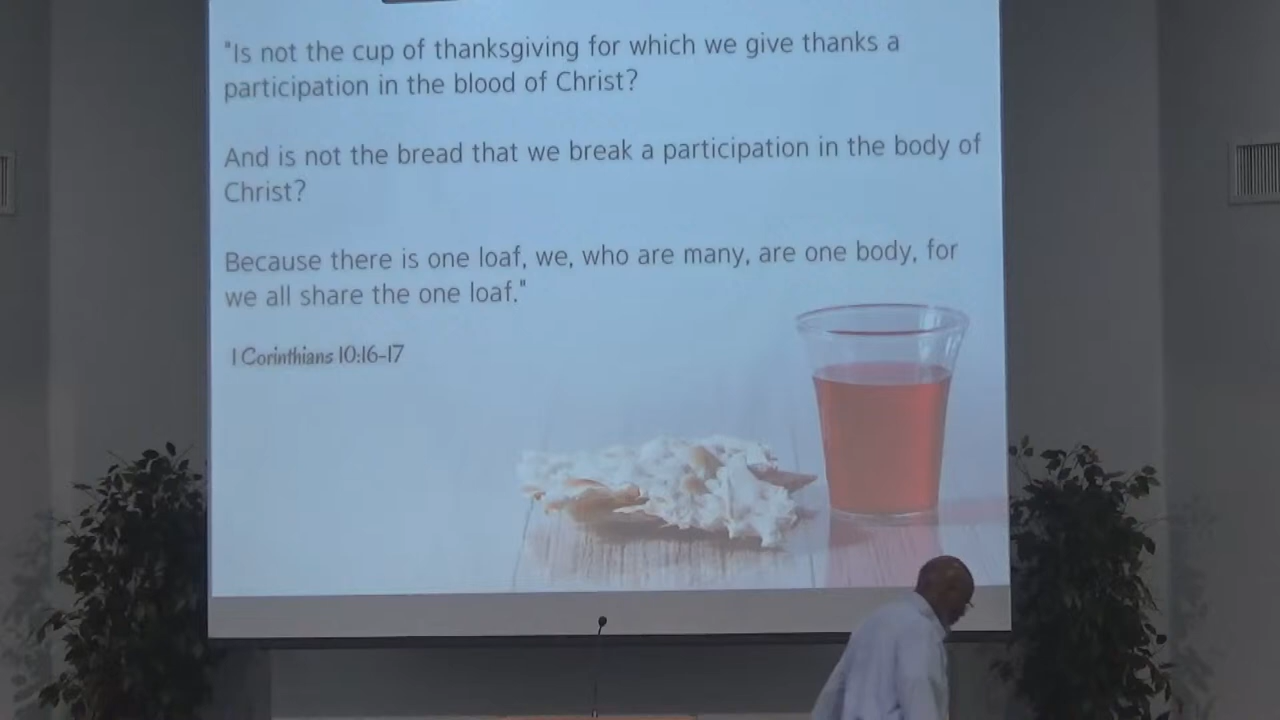 "Is not the cup of thanksgiving for which we give thanks a
participation in the blood of Christ?
And is not the bread that we break a participation in the body of
Christ?
Because there is one loaf, we, who are many, are one body, for
we all share the one loaf."
1 Corinthians 10:16-17